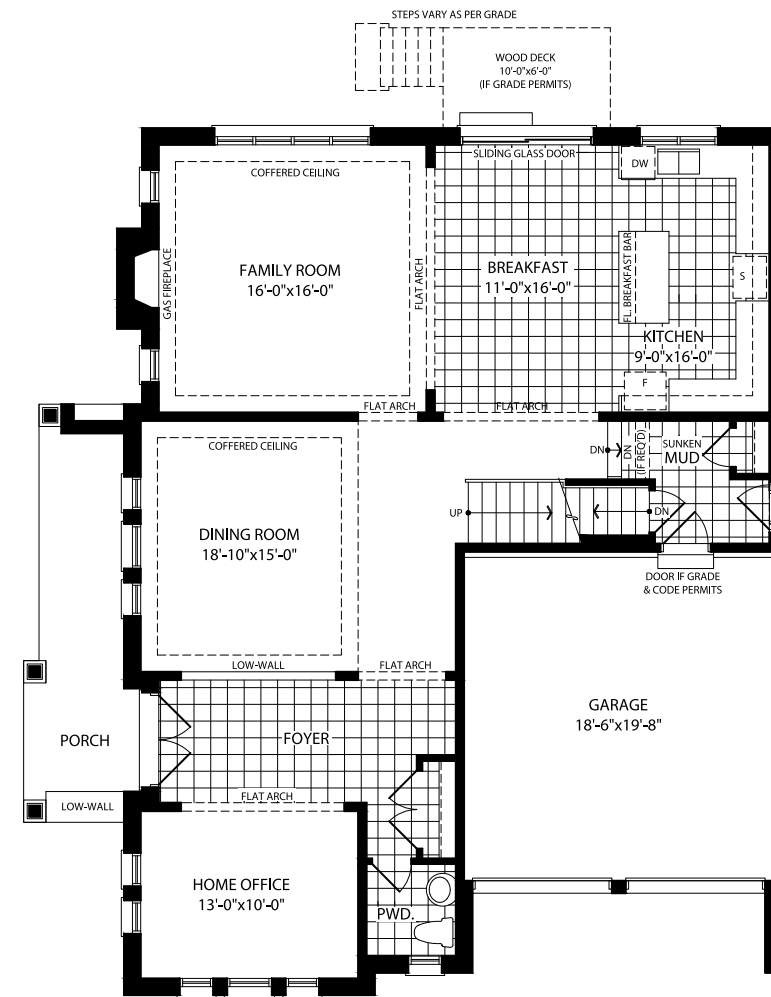 STEPS VARY AS PER GRADE
WOOD DECK
10'-0"x6'-0"
(IF GRADE PERMITS)
SLIDING GLASS DOOR
DW
COFFERED CEILING
FAMILY ROOM
16'-0"x16'-0"
GAS FIREPLACE
FLAT ARCH
BREAKFAST
11'-0"x16'-0"
FL. BREAKFAST BAR
S
KITCHEN
9'-0"x16'-0"
F
FLAT ARCH
FLAT ARCH
COFFERED CEILING
DN
DN
(IF REQ'D)
SUNKEN
MUD
UP
DN
DINING ROOM
18'-10"x15'-0"
DOOR IF GRADE
& CODE PERMITS
LOW-WALL
FLAT ARCH
GARAGE
18'-6"x19'-8"
PORCH
FOYER
LOW-WALL
FLAT ARCH
HOME OFFICE
13'-0"x10'-0"
PWD.